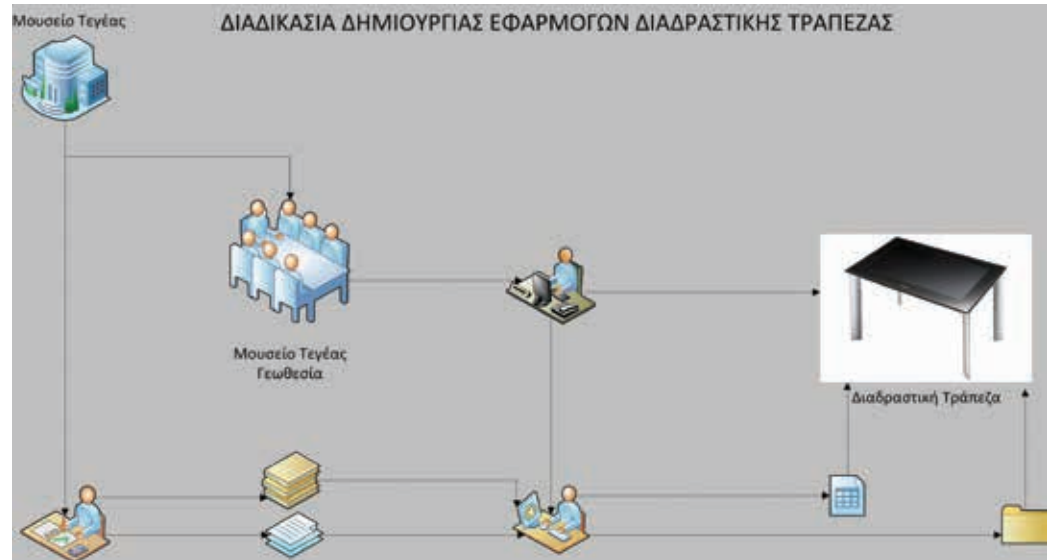 Μουσείο Τεγέας
ΔΙΑΔΙΚΑΣΙΑ ΔΗΜΙΟΥΡΓΙΑΣ ΕΦΑΡΜΟΓΩΝ ΔΙΑΔΡΑΣΤΙΚΗΣ ΤΡΑΠΕΖΑΣ
Μουσείο Τεγέας
Γεωθεσία
Διαδραστική Τράπεζα